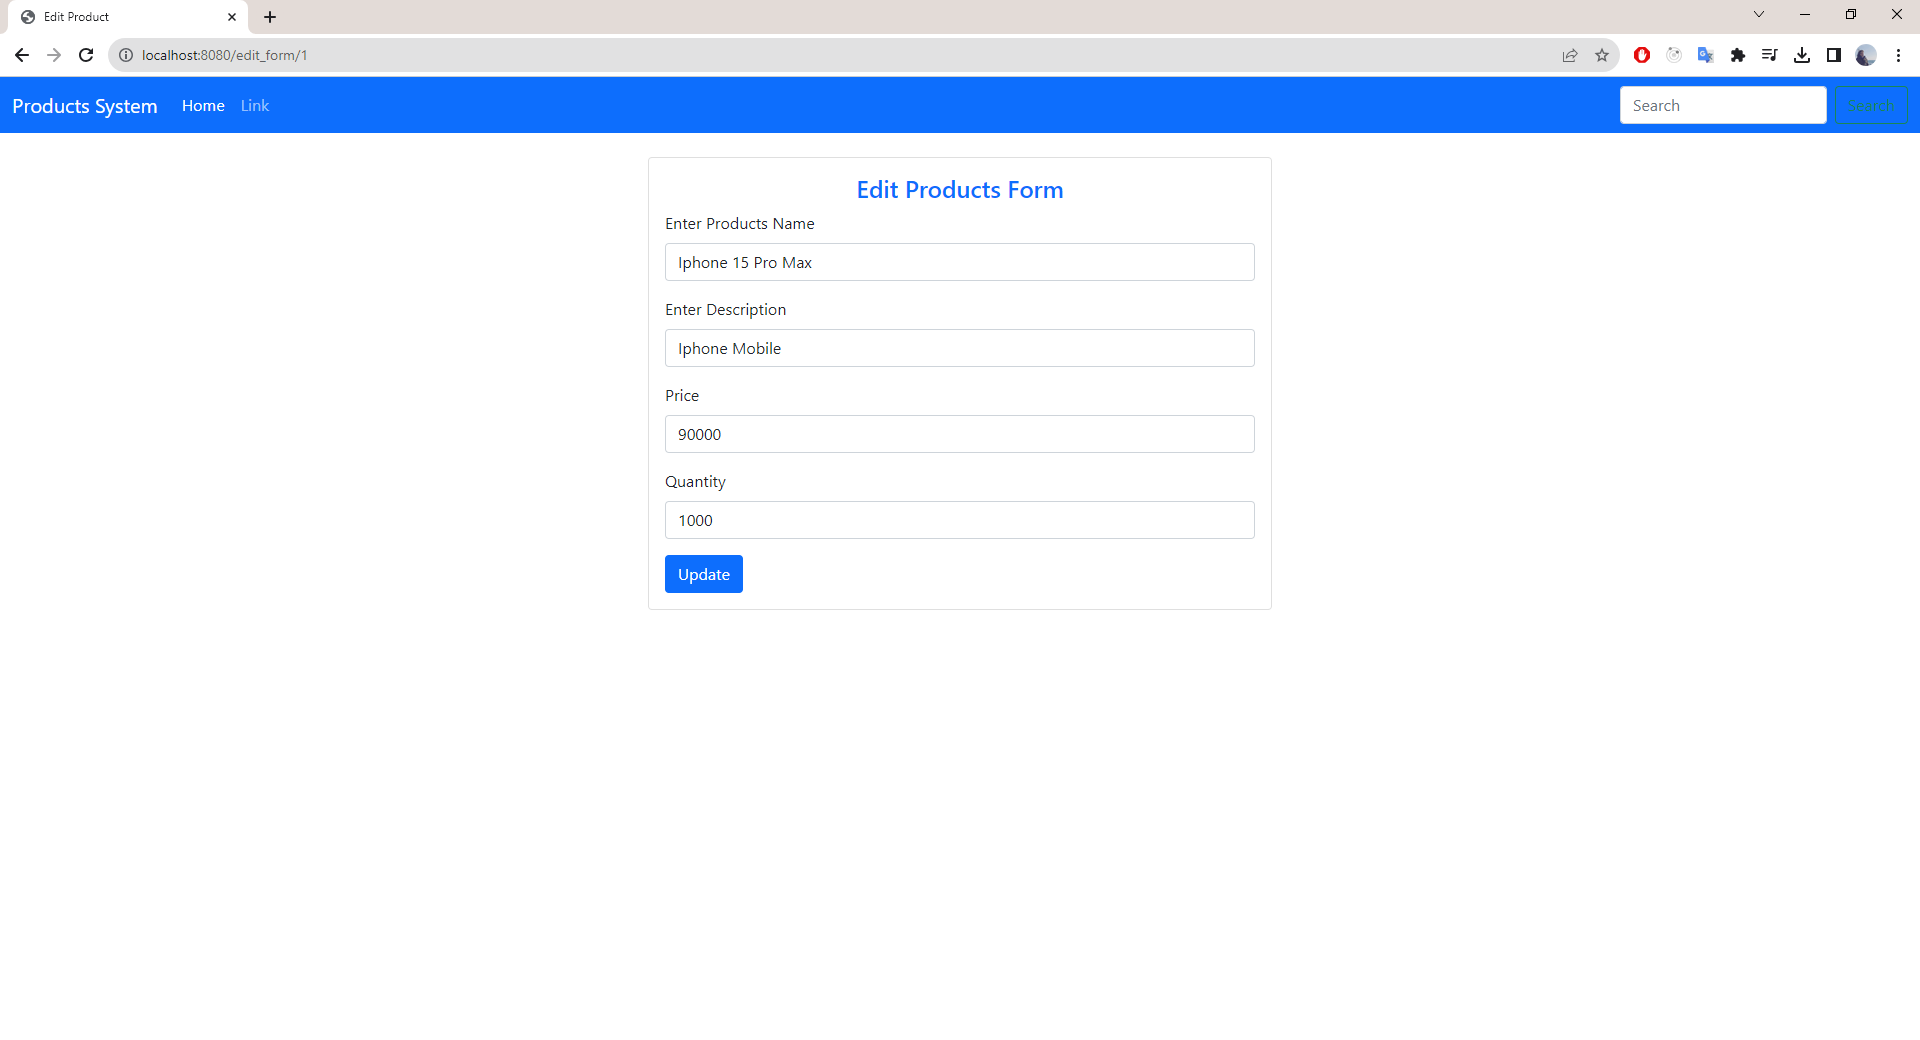 Edit Product
localhost:8080/edit_form/1
Products System Home Link Search Search
Edit Products Form
Enter Products Name
Iphone 15 Pro Max
Enter Description
Iphone Mobile
Price
90000
Quantity
1000
Update